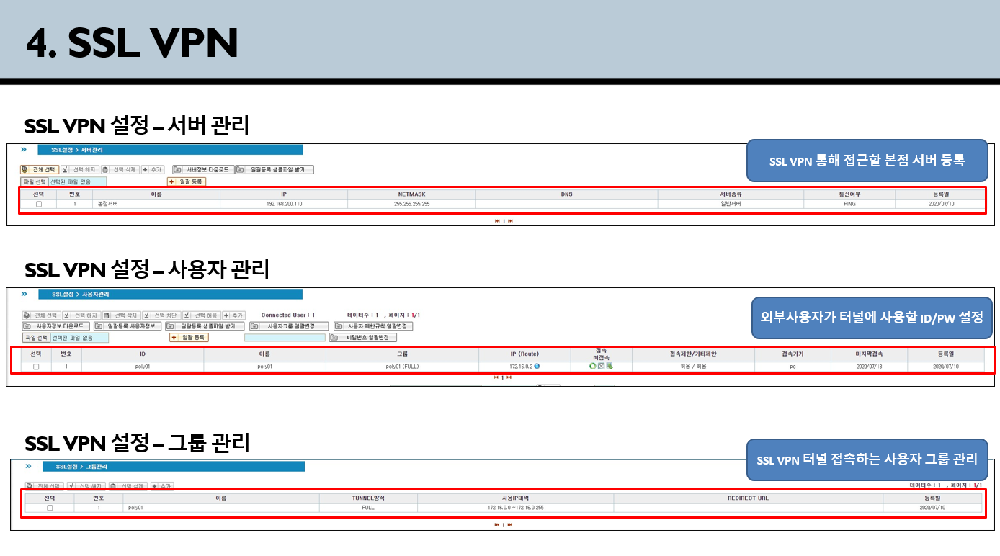 4. SSL VPN
SSL VPN 설정 – 서버 관리
SSL VPN 통해 접근할 본점 서버 등록
SSL설정 > 서버관리
전체 선택 선택 해지 선택 삭제 추가 서버정보 다운로드 일괄등록 샘플파일 받기
파일 선택 선택된 파일 없음 일괄 등록
선택 번호 이름 IP NETMASK DNS 서버종류 통신여부 등록일
1 본점서버 192.168.200.110 255.255.255.255 일반서버 PING 2020/07/10
1
SSL VPN 설정 – 사용자 관리
외부사용자가 터널에 사용할 ID/PW 설정
SSL설정 > 사용자관리
전체 선택 선택 해지 선택 삭제 선택 차단 선택 허용 추가 Connected User : 1 데이타수 : 1 , 페이지 : 1/1
사용자정보 다운로드 일괄등록 사용자정보 일괄등록 샘플파일 받기 사용자그룹 일괄변경 사용자 제한규칙 일괄변경
파일 선택 선택된 파일 없음 일괄 등록 비밀번호 일괄변경
선택 번호 ID 이름 그룹 IP (Route) 접속 미접속 접속제한/기타제한 접속기기 마지막접속 등록일
1 poly01 poly01 poly01 (FULL) 172.16.0.2 허용 / 허용 pc 2020/07/13 2020/07/10
1
SSL VPN 설정 – 그룹 관리
SSL VPN 터널 접속하는 사용자 그룹 관리
SSL설정 > 그룹관리
전체 선택 선택 해지 선택 삭제 추가 데이타수 : 1 , 페이지 : 1/1
선택 번호 이름 TUNNEL방식 사용IP대역 REDIRECT URL 등록일
1 poly01 FULL 172.16.0.0 ~172.16.0.255 2020/07/10
1